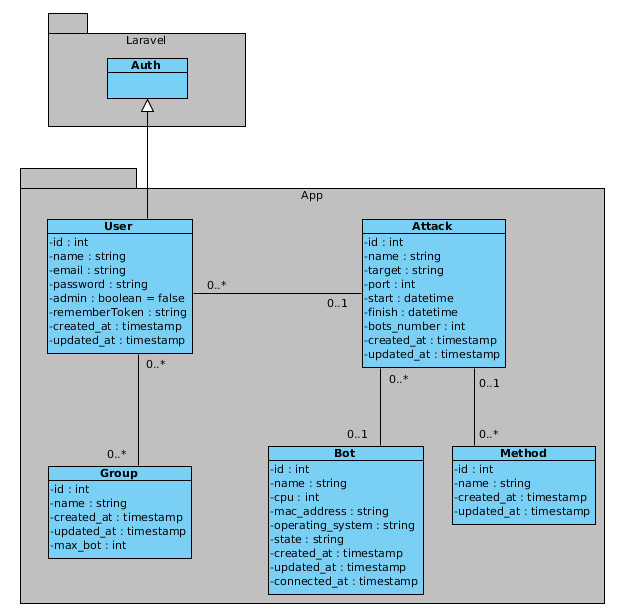 Laravel
Auth
App
User
-id : int
-name : string
-email : string
-password : string
-admin : boolean = false
-rememberToken : string
-created_at : timestamp
-updated_at : timestamp
0..*
0..1
Attack
-id : int
-name : string
-target : string
-port : int
-start : datetime
-finish : datetime
-bots_number : int
-created_at : timestamp
-updated_at : timestamp
0..*
0..*
0..*
0..1
0..1
0..*
Group
-id : int
-name : string
-created_at : timestamp
-updated_at : timestamp
-max_bot : int
Bot
-id : int
-name : string
-cpu : int
-mac_address : string
-operating_system : string
-state : string
-created_at : timestamp
-updated_at : timestamp
-connected_at : timestamp
Method
-id : int
-name : string
-created_at : timestamp
-updated_at : timestamp